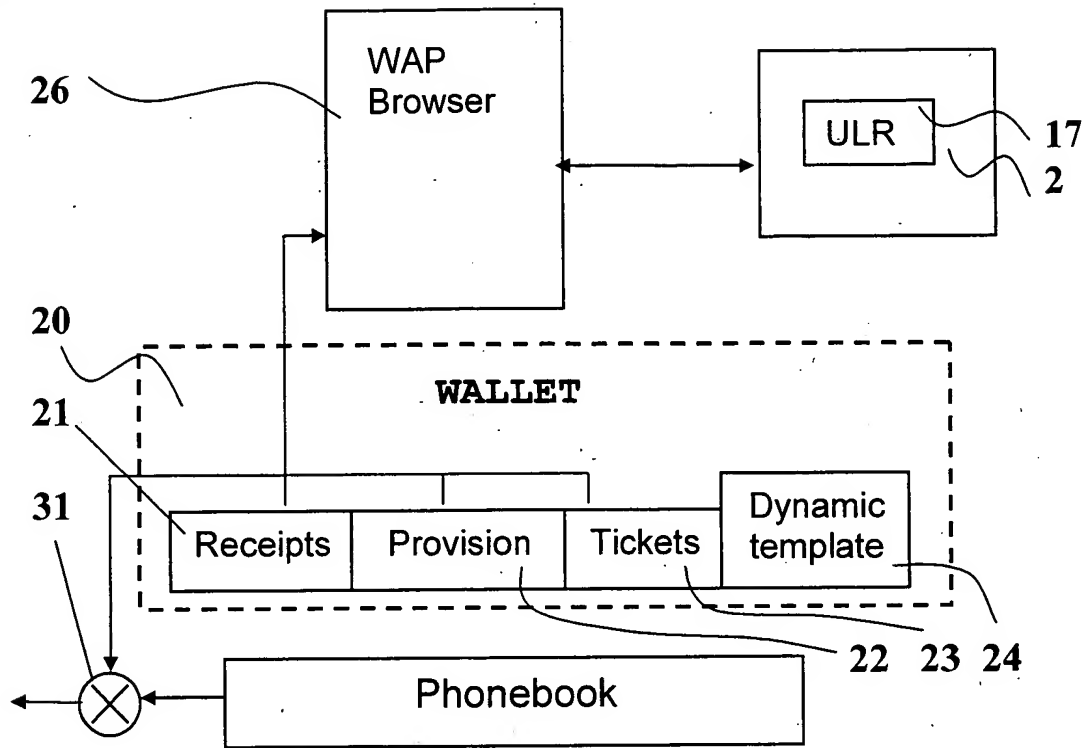 WAP
Browser
26
ULR
17
2
20
WALLET
21
31
Receipts
Provision
Tickets
Dynamic
template
22
23
24
Phonebook